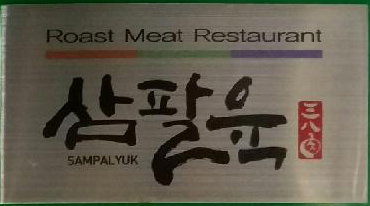 Roast Meat Restaurant
삼팔육
SAMPALYUK
三八